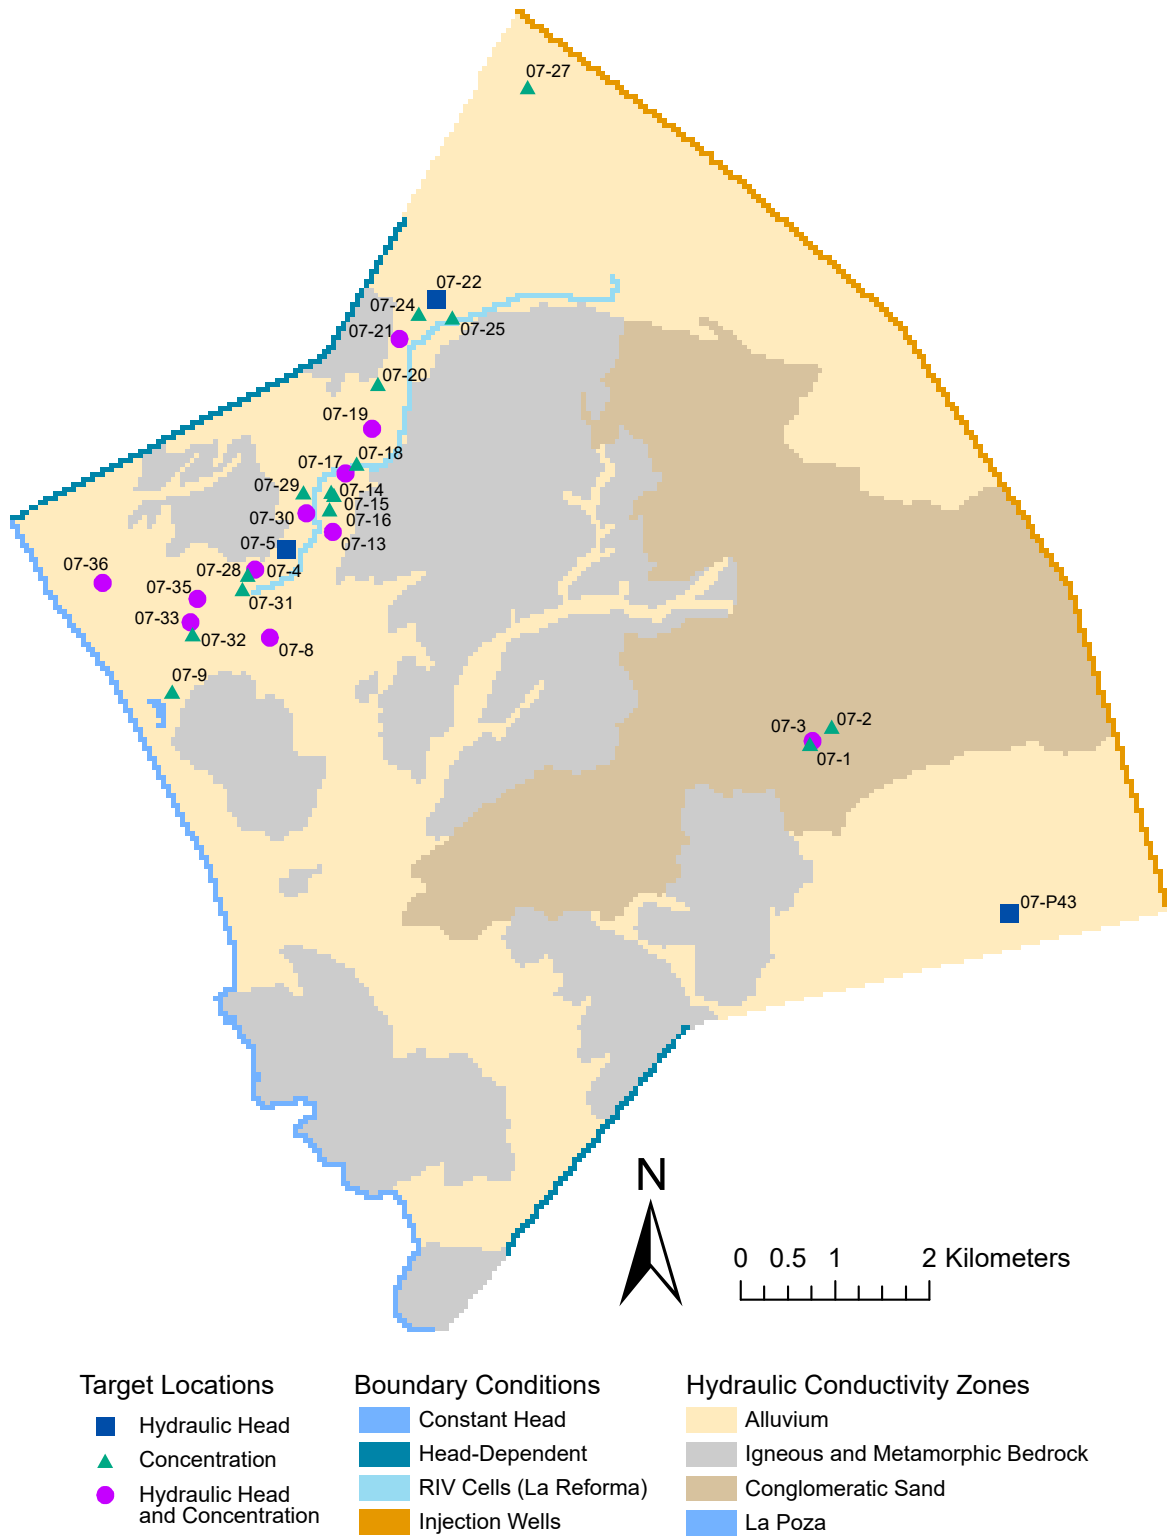 07-27
07-22
07-24
07-25
07-21
07-20
07-19
07-18
07-17
07-29
07-14
07-15
07-30
07-16
07-5
07-13
07-28
07-4
07-36
07-35
07-31
07-33
07-32
07-8
07-9
07-3
07-2
07-1
07-P43
N
0 0.5 1 2 Kilometers
Target Locations
Hydraulic Head
Concentration
Hydraulic Head
and Concentration
Boundary Conditions
Constant Head
Head-Dependent
RIV Cells (La Reforma)
Injection Wells
Hydraulic Conductivity Zones
Alluvium
Igneous and Metamorphic Bedrock
Conglomeratic Sand
La Poza